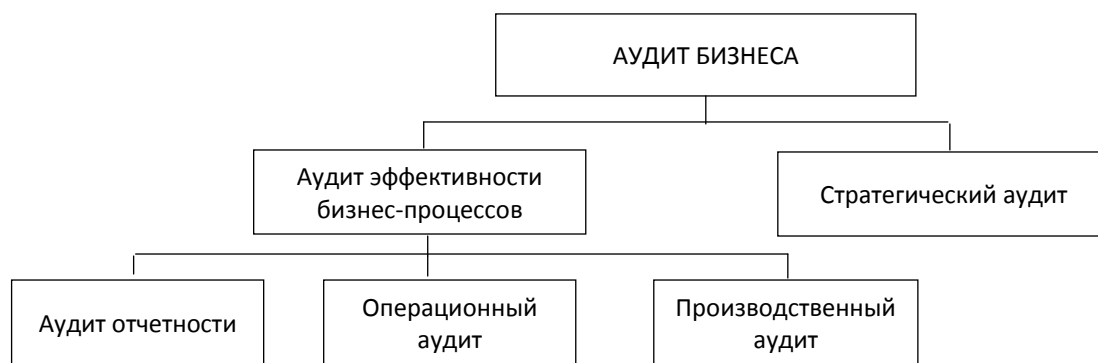 АУДИТ БИЗНЕСА
Аудит эффективности
бизнес-процессов
Стратегический аудит
Аудит отчетности
Операционный
аудит
Производственный
аудит